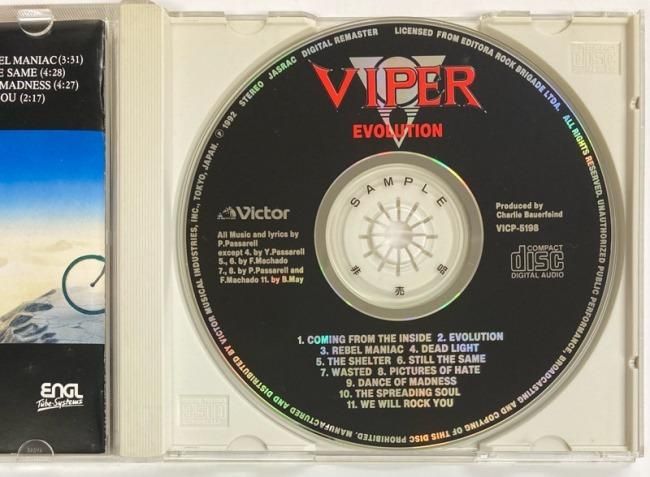 EL MANIAC (3:31)
E SAME (4:28)
MADNESS (4:27)
OU (2:17)
ENGL
Tube-Systems
℗ 1992 STEREO JASRAC DIGITAL REMASTER LICENSED FROM EDITORA ROCK BRIGADE LTDA. ALL RIGHTS RESERVED. UNAUTHORIZED PUBLIC PERFORMANCE, BROADCASTING AND COPYING OF THIS DISC PROHIBITED. MANUFACTURED AND DISTRIBUTED BY VICTOR MUSICAL INDUSTRIES, INC., TOKYO, JAPAN.
VIPER
EVOLUTION
SAMPLE
非売品
Victor
All Music and lyrics by
P.Passarell
except 4. by Y.Passarell
5., 6. by F.Machado
7., 8. by P.Passarell and
F.Machado 11. by B.May
Produced by
Charlie Bauerfeind
VICP-5198
COMPACT
disc
DIGITAL AUDIO
1. COMING FROM THE INSIDE 2. EVOLUTION
3. REBEL MANIAC 4. DEAD LIGHT
5. THE SHELTER 6. STILL THE SAME
7. WASTED 8. PICTURES OF HATE
9. DANCE OF MADNESS
10. THE SPREADING SOUL
11. WE WILL ROCK YOU